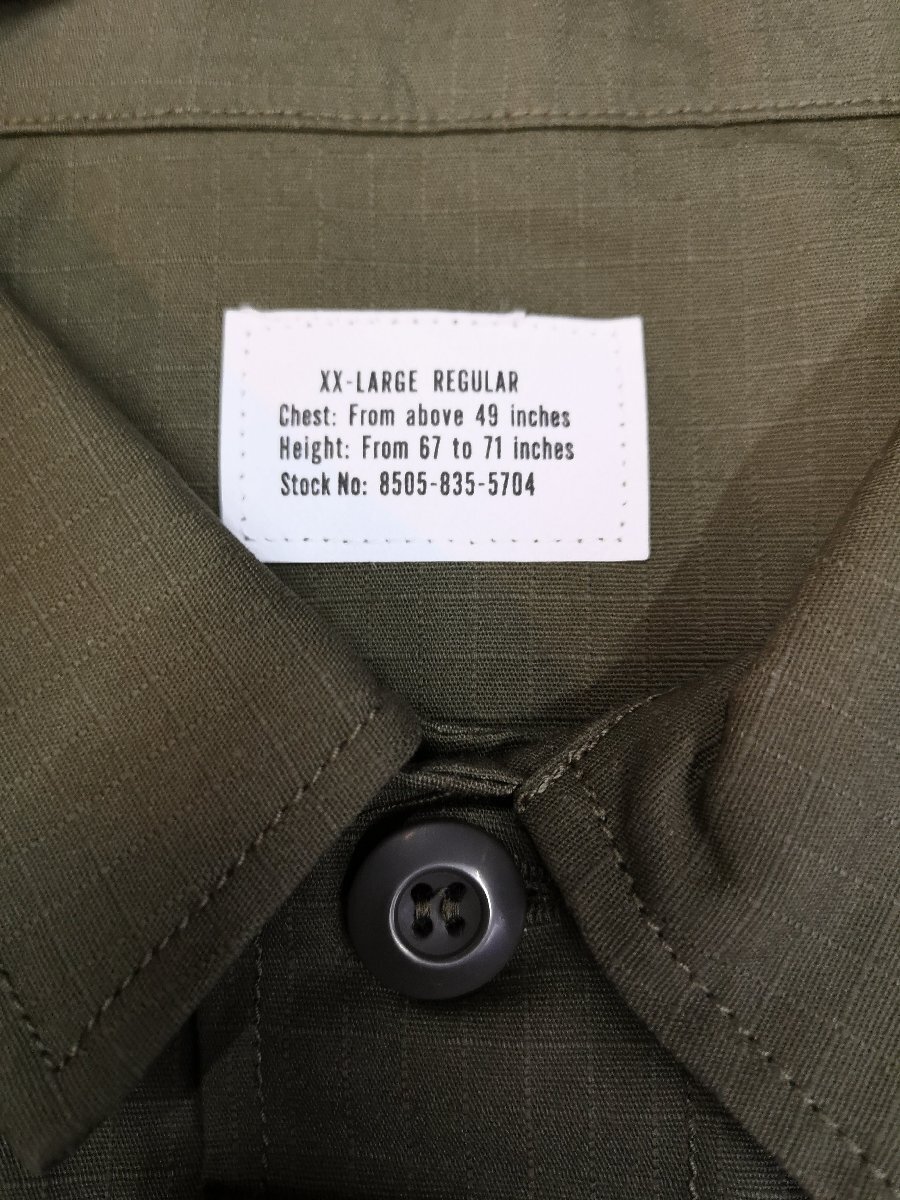 XX-LARGE REGULAR
Chest: From above 49 inches
Height: From 67 to 71 inches
Stock No: 8505-835-5704